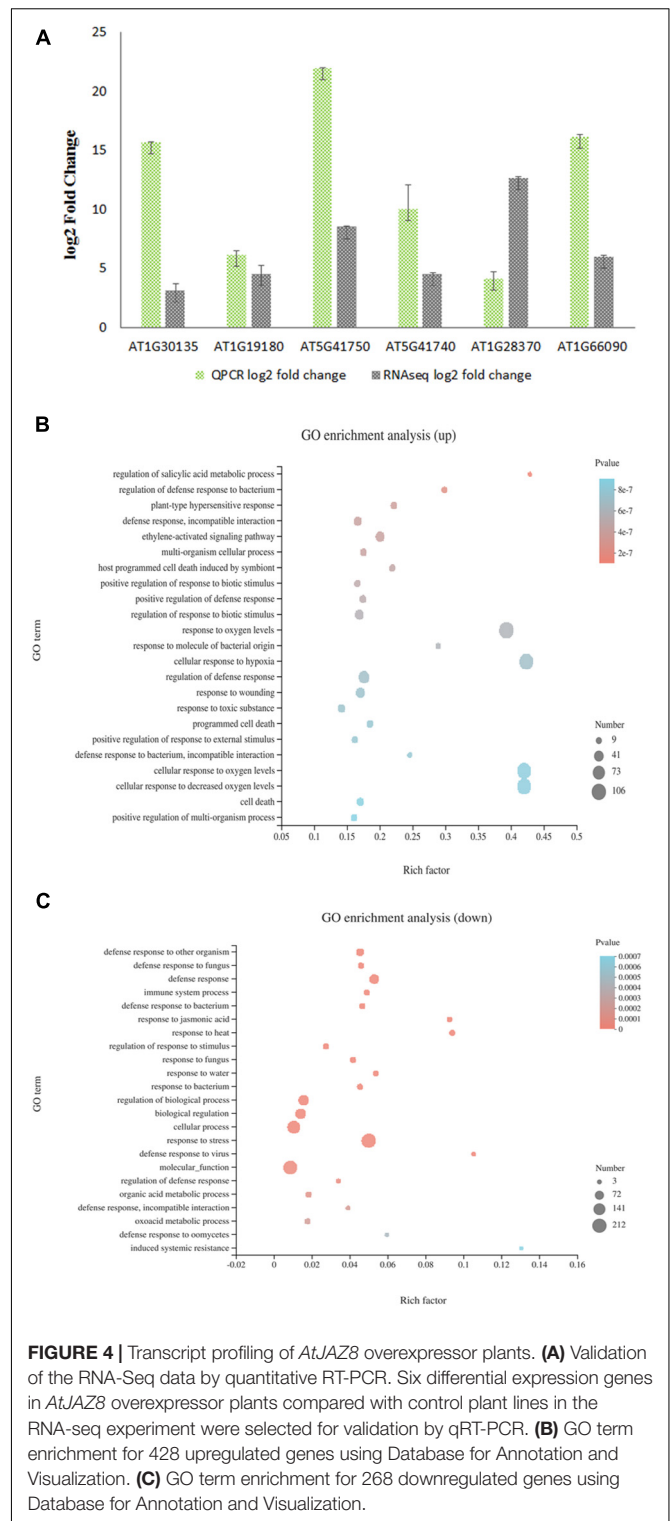 A
25
20
15
10
5
0
log2 Fold Change
AT1G30135 AT1G19180 AT5G41750 AT5G41740 AT1G28370 AT1G66090
QPCR log2 fold change RNAseq log2 fold change
B
GO enrichment analysis (up)
GO term
regulation of salicylic acid metabolic process
regulation of defense response to bacterium
plant-type hypersensitive response
defense response, incompatible interaction
ethylene-activated signaling pathway
multi-organism cellular process
host programmed cell death induced by symbiont
positive regulation of response to biotic stimulus
positive regulation of defense response
regulation of response to biotic stimulus
response to oxygen levels
response to molecule of bacterial origin
cellular response to hypoxia
regulation of defense response
response to wounding
response to toxic substance
programmed cell death
positive regulation of response to external stimulus
defense response to bacterium, incompatible interaction
cellular response to oxygen levels
cellular response to decreased oxygen levels
cell death
positive regulation of multi-organism process
0.05 0.1 0.15 0.2 0.25 0.3 0.35 0.4 0.45 0.5
Rich factor
Pvalue
8e-7
6e-7
4e-7
2e-7
Number
9
41
73
106
C
GO enrichment analysis (down)
GO term
defense response to other organism
defense response to fungus
defense response
immune system process
defense response to bacterium
response to jasmonic acid
response to heat
regulation of response to stimulus
response to fungus
response to water
response to bacterium
regulation of biological process
biological regulation
cellular process
response to stress
defense response to virus
molecular_function
regulation of defense response
organic acid metabolic process
defense response, incompatible interaction
oxoacid metabolic process
defense response to oomycetes
induced systemic resistance
-0.02 0 0.02 0.04 0.06 0.08 0.1 0.12 0.14 0.16
Rich factor
Pvalue
0.0007
0.0006
0.0005
0.0004
0.0003
0.0002
0.0001
0
Number
3
72
141
212
FIGURE 4 | Transcript profiling of AtJAZ8 overexpressor plants. (A) Validation
of the RNA-Seq data by quantitative RT-PCR. Six differential expression genes
in AtJAZ8 overexpressor plants compared with control plant lines in the
RNA-seq experiment were selected for validation by qRT-PCR. (B) GO term
enrichment for 428 upregulated genes using Database for Annotation and
Visualization. (C) GO term enrichment for 268 downregulated genes using
Database for Annotation and Visualization.